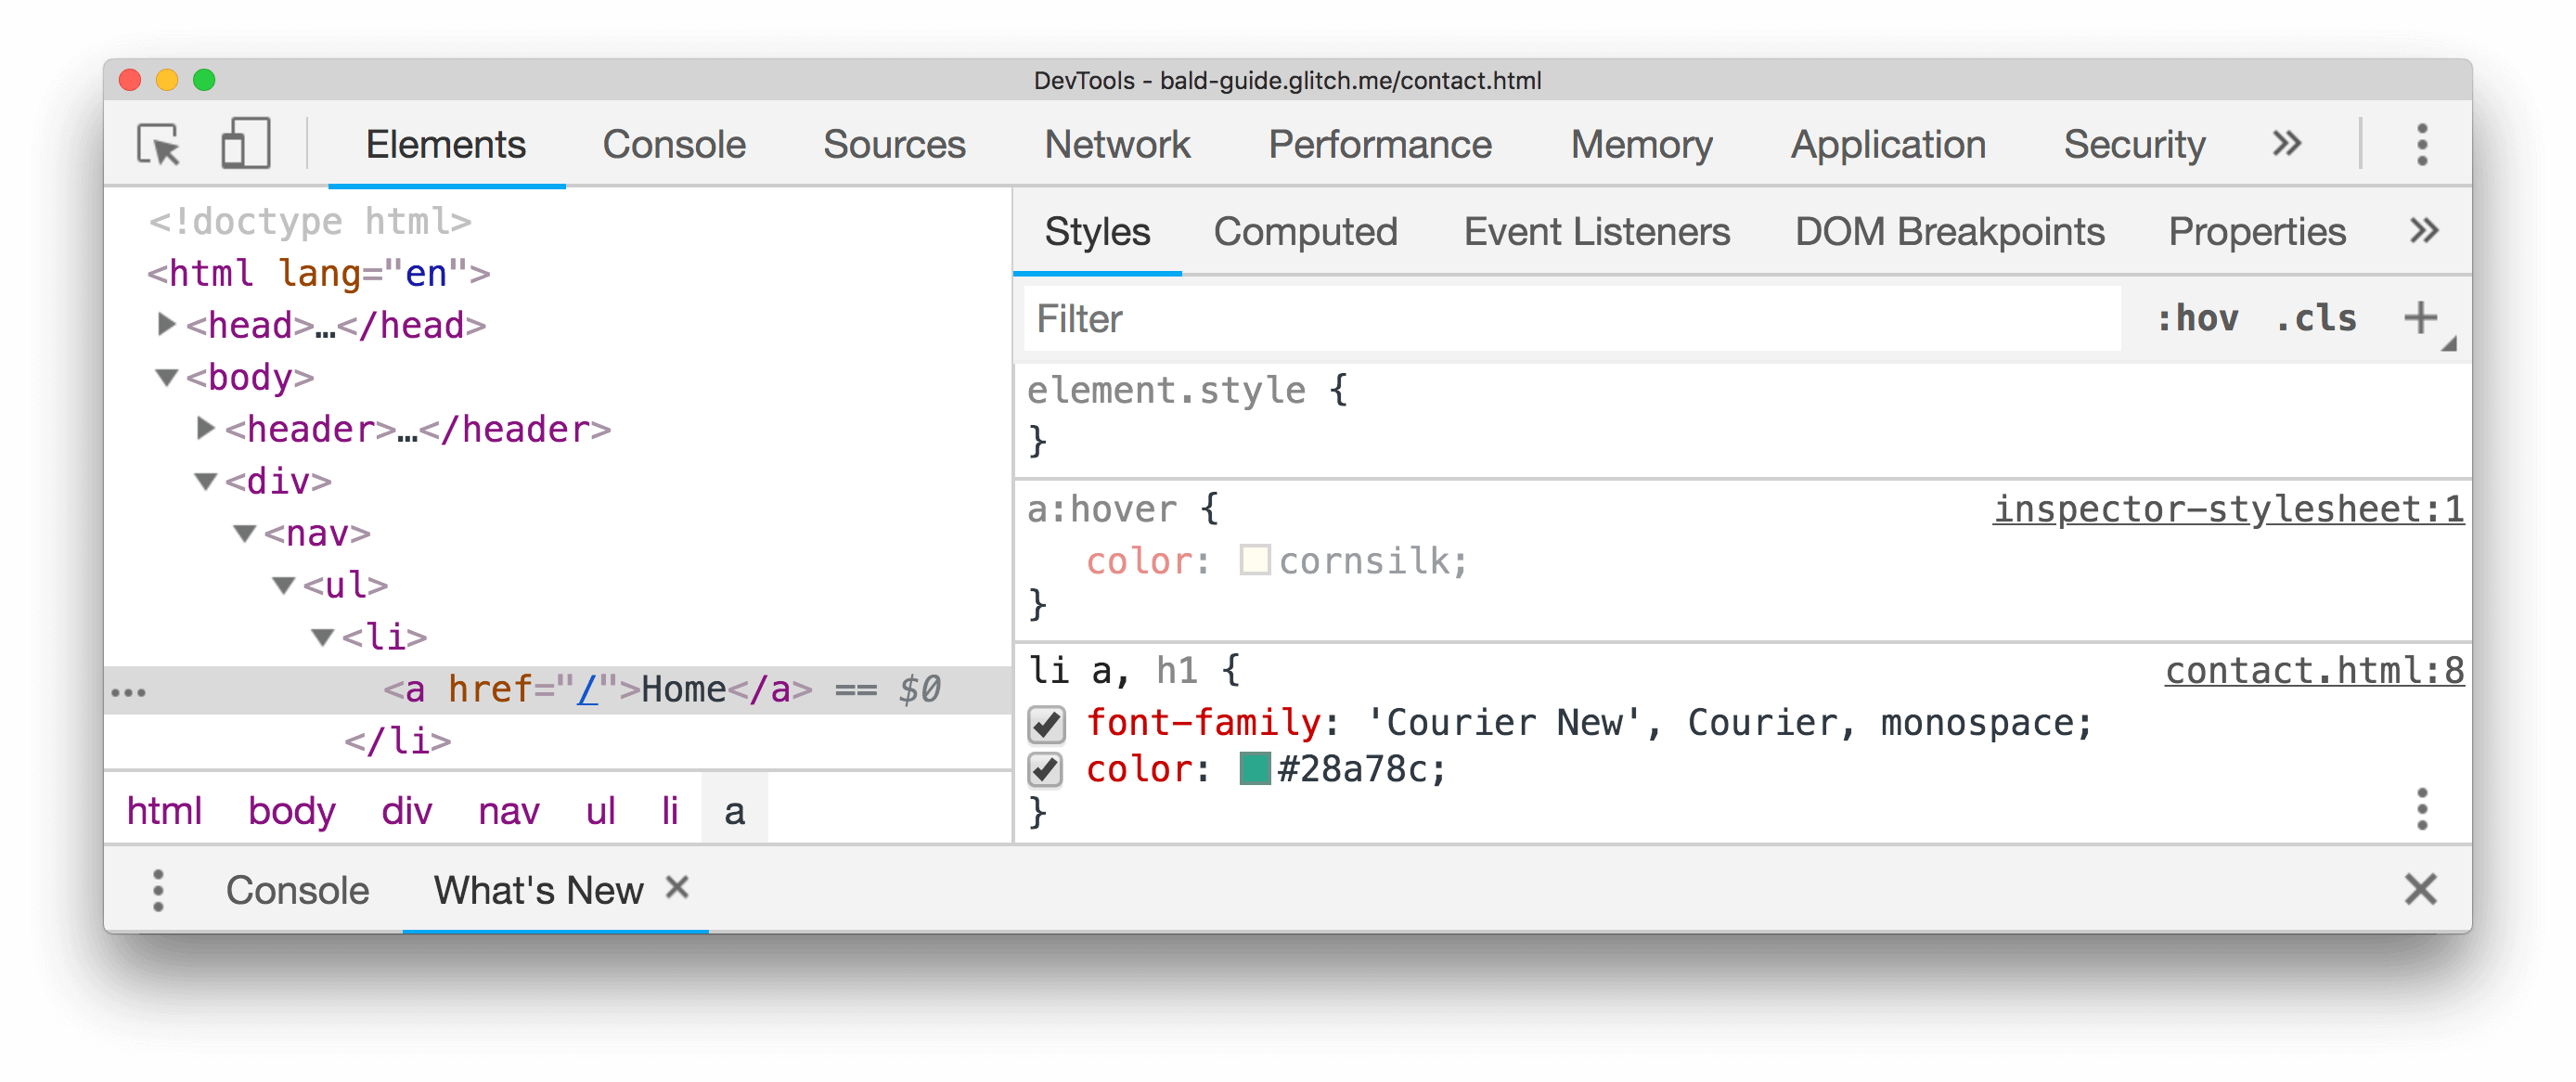 DevTools - bald-guide.glitch.me/contact.html
Elements Console Sources Network Performance Memory Application Security »
<!doctype html>
<html lang="en">
<head>…</head>
<body>
<header>…</header>
<div>
<nav>
<ul>
<li>
… <a href="/">Home</a> == $0
</li>
html body div nav ul li a
Styles Computed Event Listeners DOM Breakpoints Properties »
Filter :hov .cls +
element.style {
}
a:hover { inspector-stylesheet:1
color: cornsilk;
}
li a, h1 { contact.html:8
font-family: 'Courier New', Courier, monospace;
color: #28a78c;
}
Console What's New ×